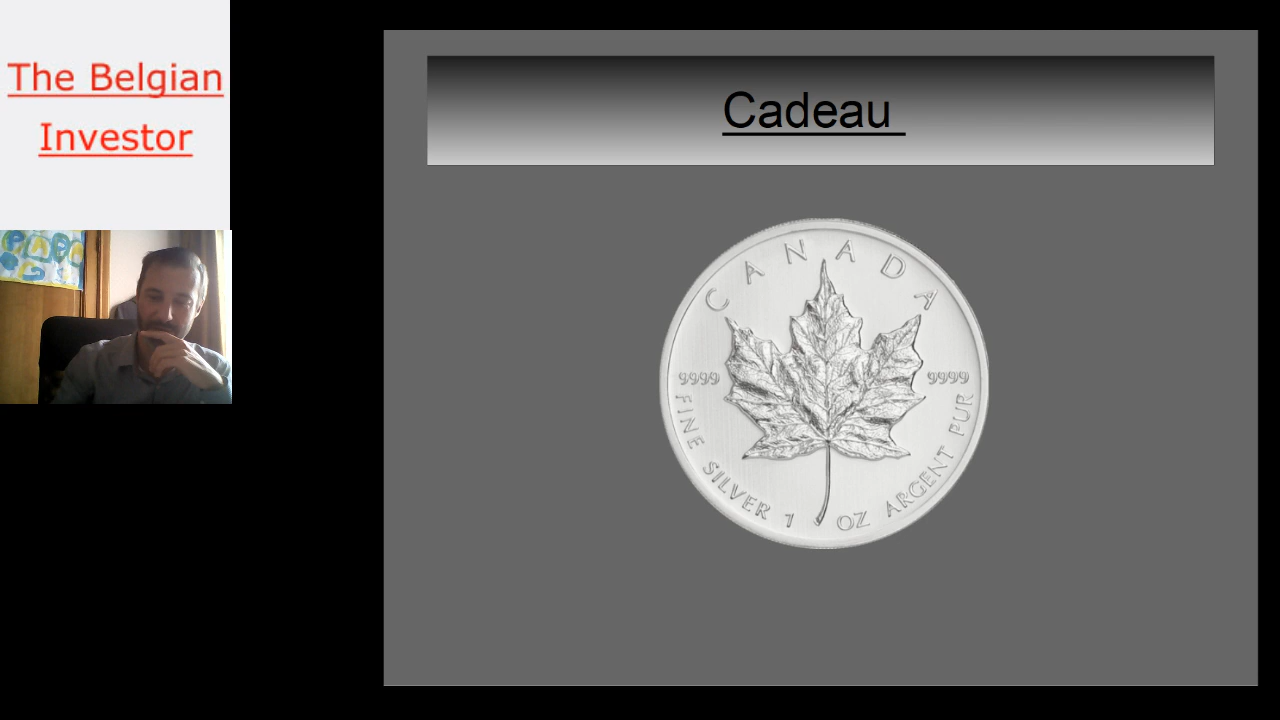 The Belgian
Investor
Cadeau
CANADA
9999
9999
FINE SILVER 1 OZ ARGENT PUR